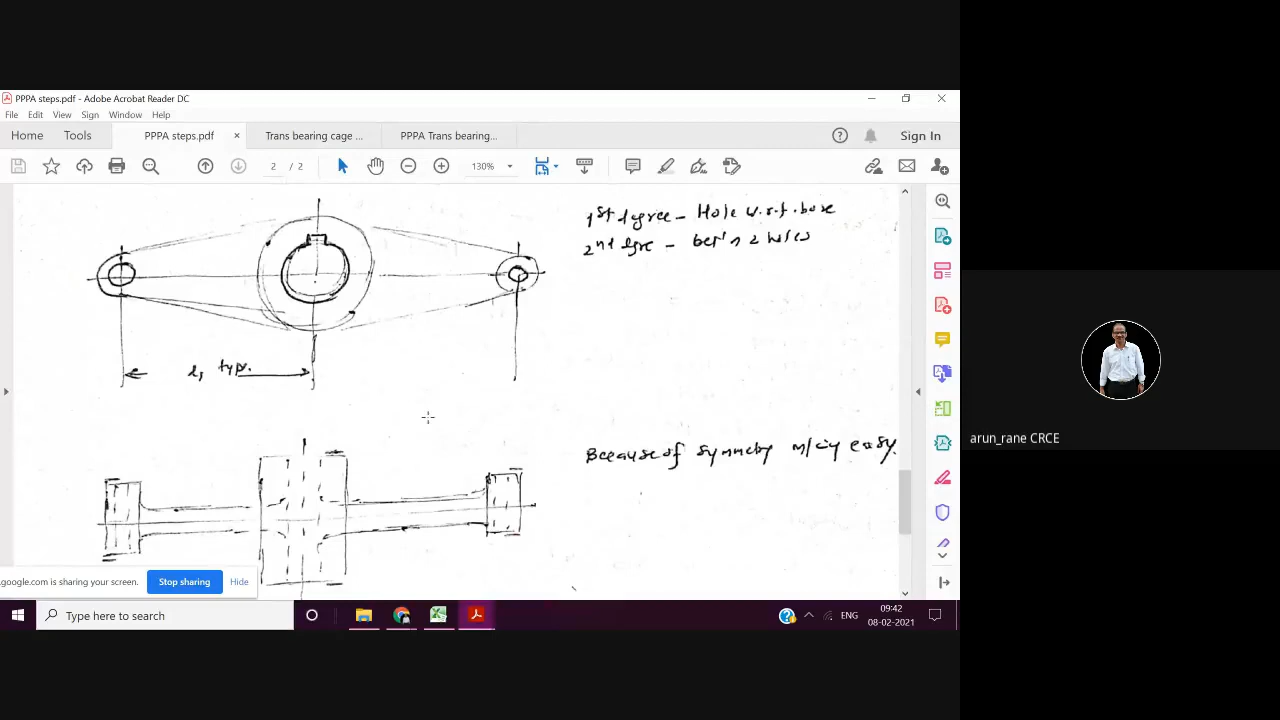 PPPA steps.pdf - Adobe Acrobat Reader DC
File Edit View Sign Window Help
Home Tools PPPA steps.pdf × Trans bearing cage ... PPPA Trans bearing... Sign In
2 / 2 130%
1st degree - Hole w.r.t. bore
2nd dgre - bet'n 2 holes
l, typ.
Because of symmetry m/cing easy.
arun_rane CRCE
.google.com is sharing your screen. Stop sharing Hide
Type here to search
ENG
09:42
08-02-2021